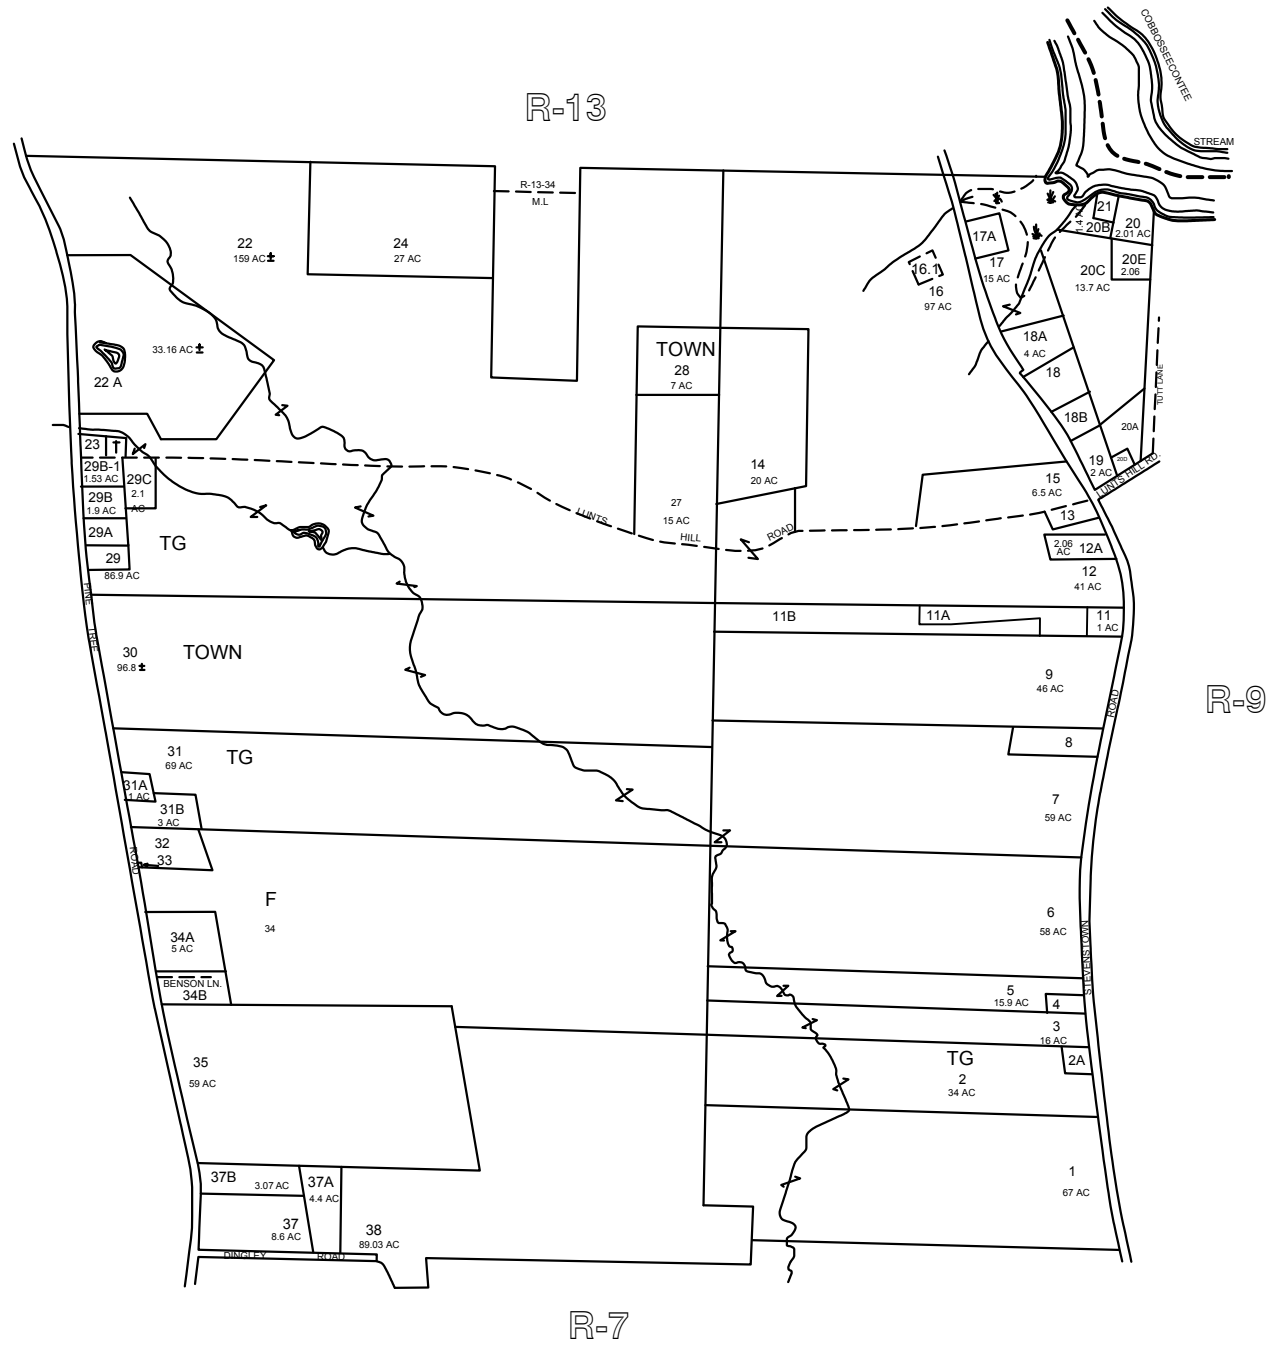 COBBOSSEECONTEE
STREAM
R-13
R-13-34
M.L
22
159 AC±
24
27 AC
17A
17
15 AC
16.1
16
97 AC
1.4 AC
21
20B
20
2.01 AC
20E
2.06
20C
13.7 AC
33.16 AC±
22 A
TOWN
28
7 AC
18A
4 AC
18
18B
TUTT LANE
20A
20D
19
2 AC
LUNTS HILL RD.
23
29B-1
1.53 AC
29C
2.1
AC
29B
1.9 AC
29A
29
86.9 AC
TG
14
20 AC
27
15 AC
LUNTS
HILL
ROAD
15
6.5 AC
13
2.06
AC
12A
12
41 AC
PINE
TREE
ROAD
30
96.8±
TOWN
11B
11A
11
1 AC
9
46 AC
ROAD
R-9
31
69 AC
TG
8
31A
1 AC
31B
3 AC
7
59 AC
32
33
F
34
6
58 AC
34A
5 AC
BENSON LN.
34B
STEVENSTOWN
5
15.9 AC
4
3
16 AC
35
59 AC
TG
2
34 AC
2A
37B
3.07 AC
37A
4.4 AC
1
67 AC
37
8.6 AC
38
89.03 AC
DINGLEY
ROAD
R-7